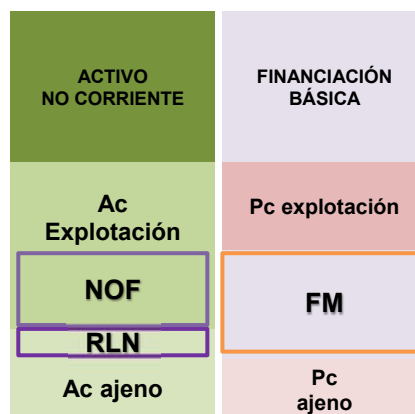 ACTIVO
NO CORRIENTE
FINANCIACIÓN
BÁSICA
Ac
Explotación
Pc explotación
NOF
FM
RLN
Ac ajeno
Pc
ajeno